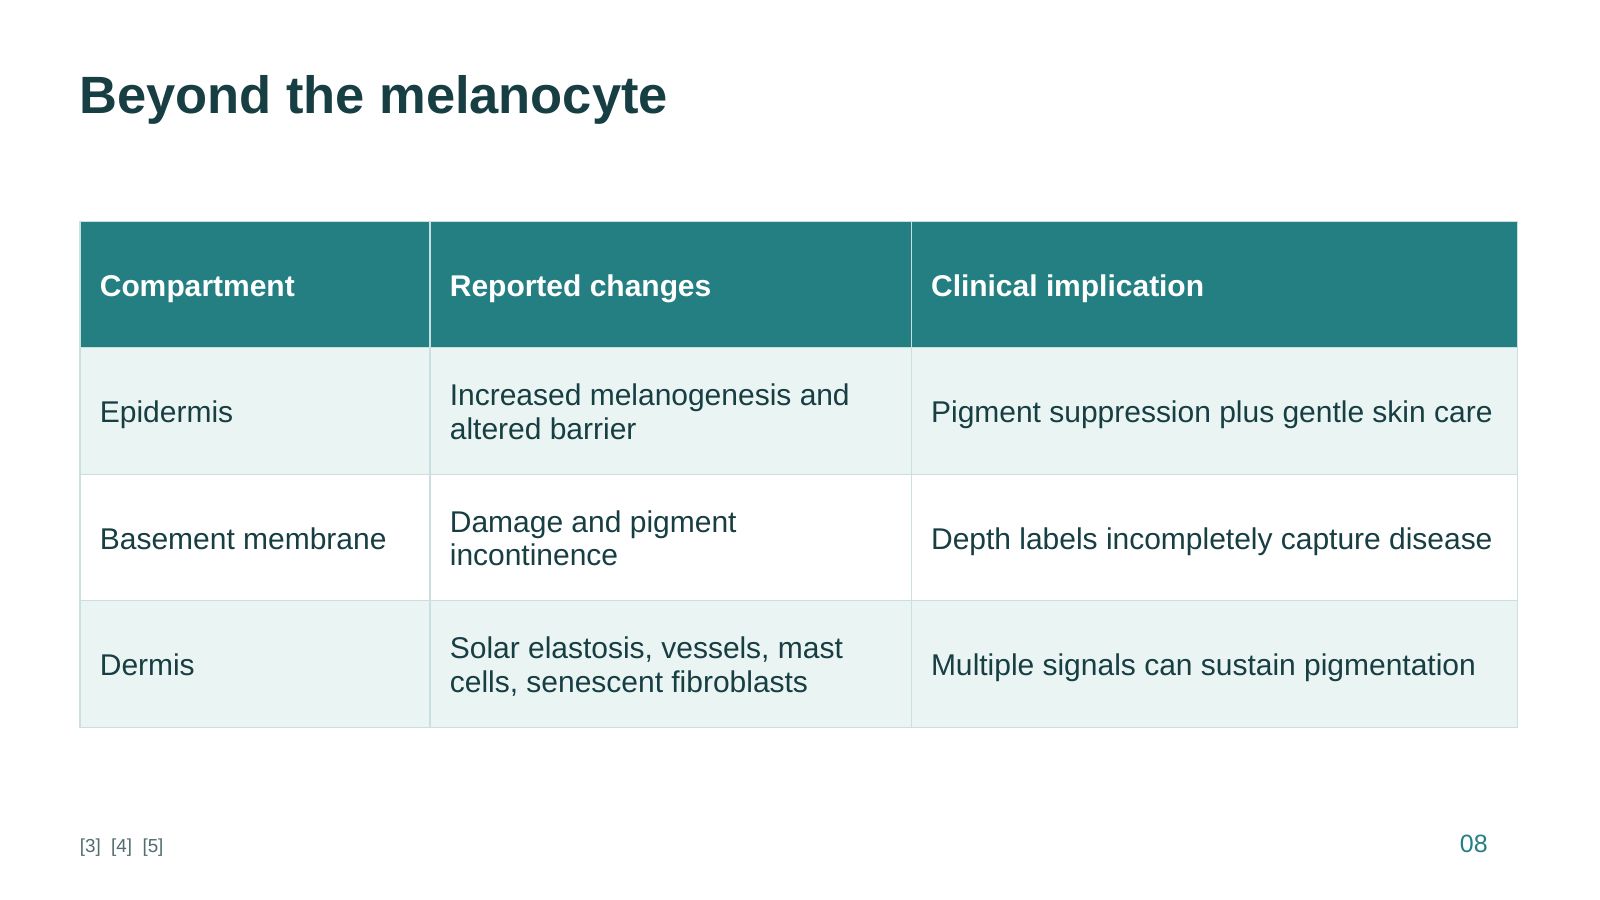 Beyond the melanocyte
Compartment
Reported changes
Clinical implication
Epidermis
Increased melanogenesis and
altered barrier
Pigment suppression plus gentle skin care
Basement membrane
Damage and pigment
incontinence
Depth labels incompletely capture disease
Dermis
Solar elastosis, vessels, mast
cells, senescent fibroblasts
Multiple signals can sustain pigmentation
[3] [4] [5]
08